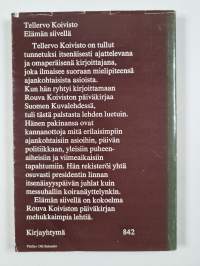 Tellervo Koivisto
Elämän siivellä
Tellervo Koivisto on tullut
tunnetuksi itsenäisesti ajattelevana
ja omaperäisenä kirjoittajana,
joka ilmaisee suoraan mielipiteensä
ajankohtaisista asioista.
Kun hän ryhtyi kirjoittamaan
Rouva Koiviston päiväkirjaa
Suomen Kuvalehdessä,
tuli tästä palstasta lehden luetuin.
Hänen pakinansa ovat
kannanottoja mitä erilaisimpiin
ajankohtaisiin asioihin, päivän
politiikkaan, yleisiin puheen-
aiheisiin ja viimeaikaisiin
tapahtumiin. Hän rekisteröi yhtä
osuvasti presidentin linnan
itsenäisyyspäivän juhlat kuin
messuhallin koiranäyttelynkin.
Elämän siivellä on kokoelma
Rouva Koiviston päiväkirjan
mehukkaimpia lehtiä.
Kirjayhtymä 842